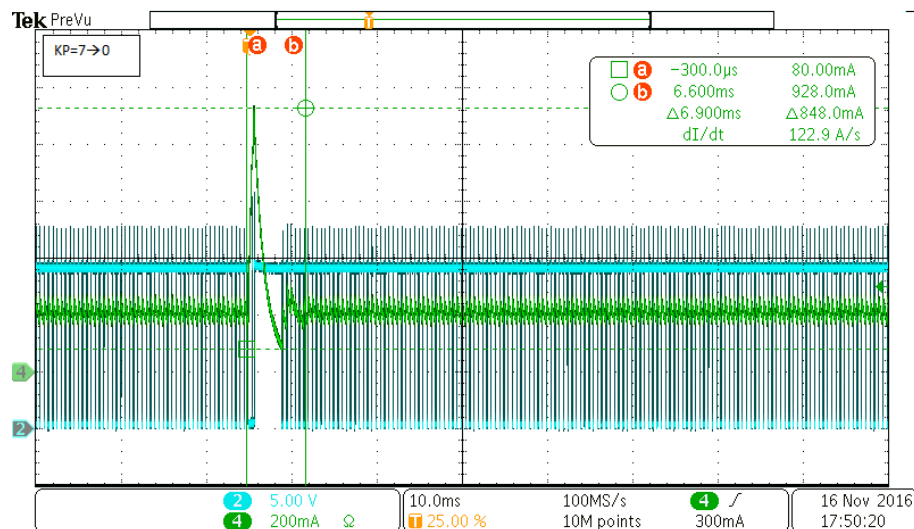 Tek PreVu
T
KP=7→0
T
a b
a -300.0µs 80.00mA
b 6.600ms 928.0mA
Δ6.900ms Δ848.0mA
dI/dt 122.9 A/s
4
2
2 5.00 V 10.0ms 100MS/s 4 16 Nov 2016
4 200mA Ω T 25.00 % 10M points 300mA 17:50:20